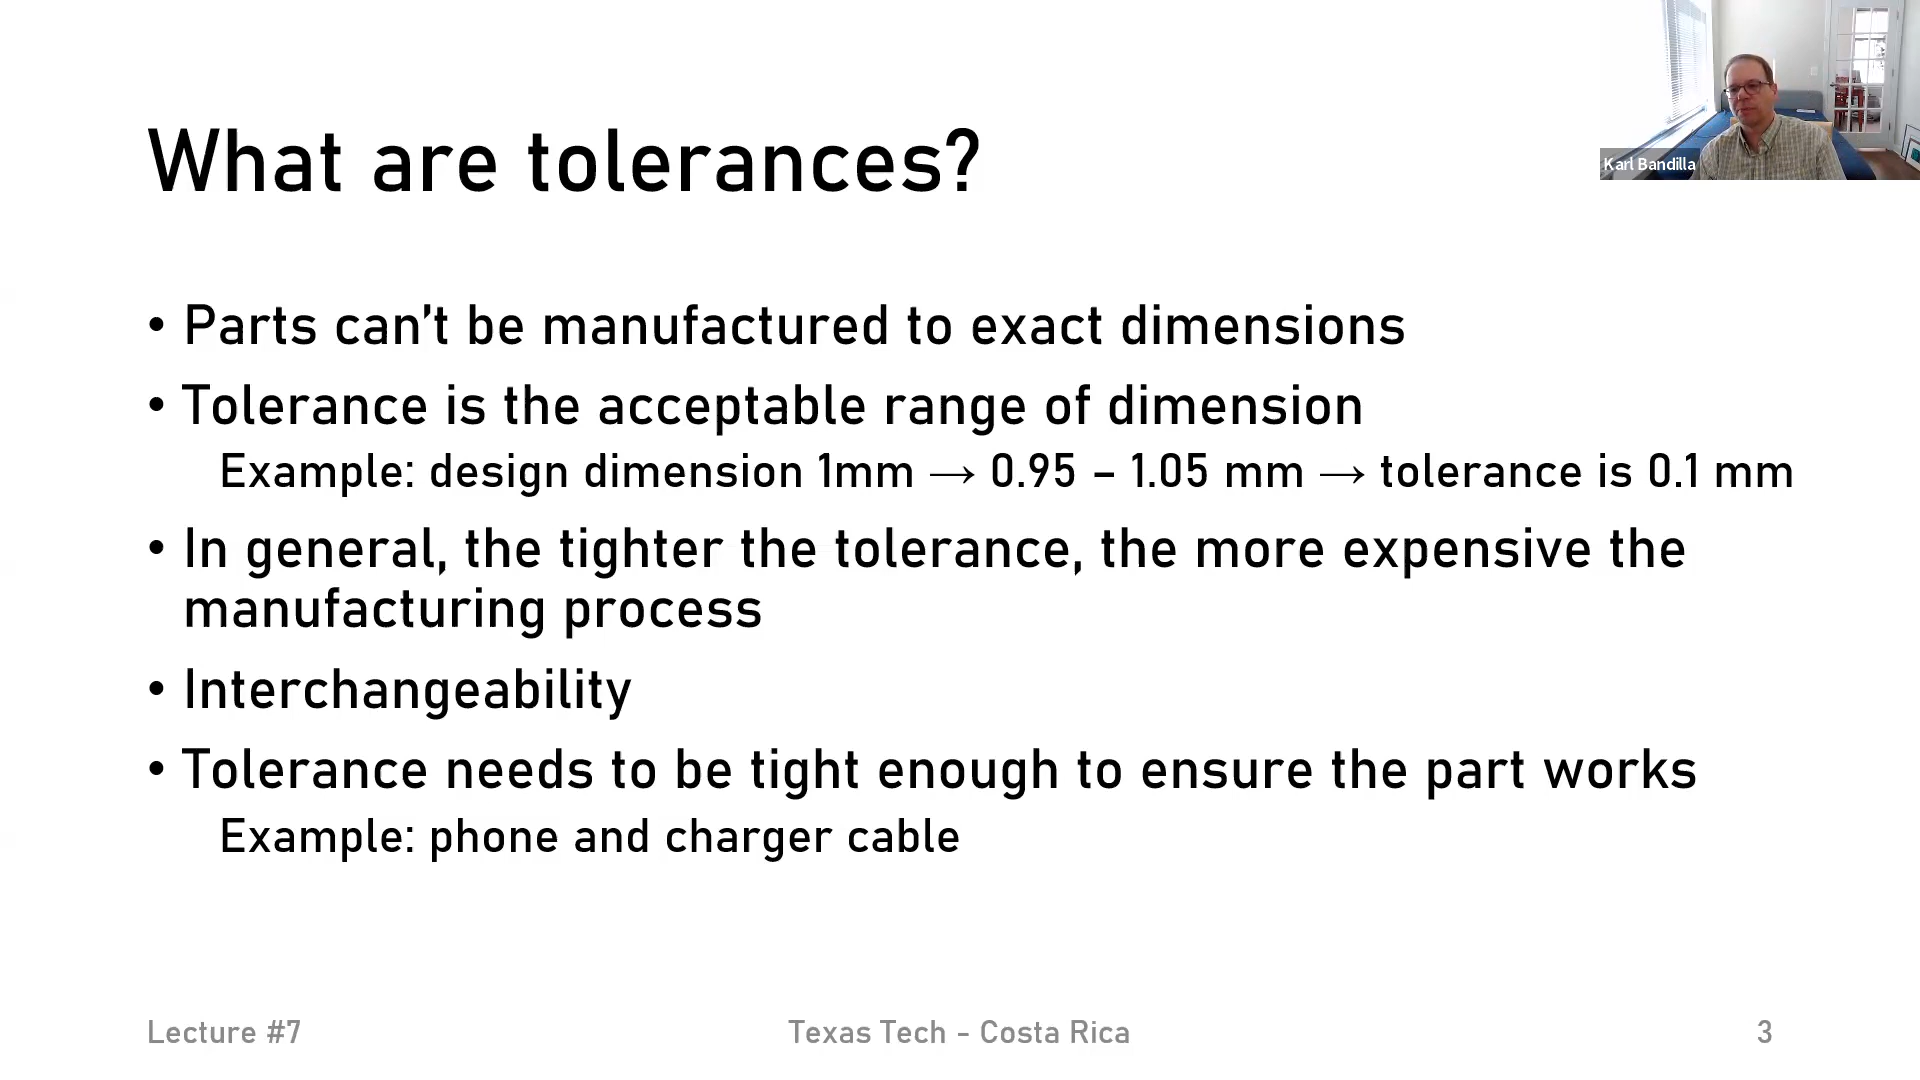 Karl Bandilla
What are tolerances?
• Parts can’t be manufactured to exact dimensions
• Tolerance is the acceptable range of dimension
Example: design dimension 1mm → 0.95 – 1.05 mm → tolerance is 0.1 mm
• In general, the tighter the tolerance, the more expensive the
manufacturing process
• Interchangeability
• Tolerance needs to be tight enough to ensure the part works
Example: phone and charger cable
Lecture #7
Texas Tech - Costa Rica
3